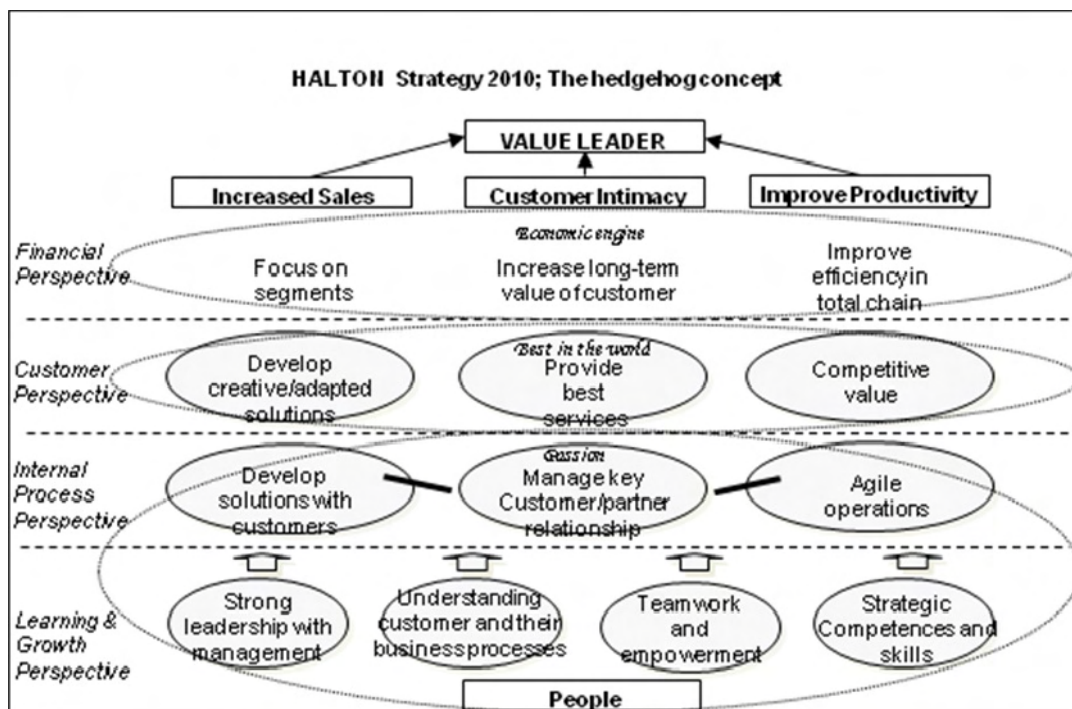 HALTON Strategy 2010; The hedgehog concept
VALUE LEADER
Increased Sales
Customer Intimacy
Improve Productivity
Financial
Perspective
Economic engine
Focus on
segments
Increase long-term
value of customer
Improve
efficiency in
total chain
Customer
Perspective
Best in the world
Develop
creative/adapted
solutions
Provide
best
services
Competitive
value
Internal
Process
Perspective
Passion
Develop
solutions with
customers
Manage key
Customer/partner
relationship
Agile
operations
Learning &
Growth
Perspective
Strong
leadership with
management
Understanding
customer and their
business processes
Teamwork
and
empowerment
Strategic
Competences and
skills
People